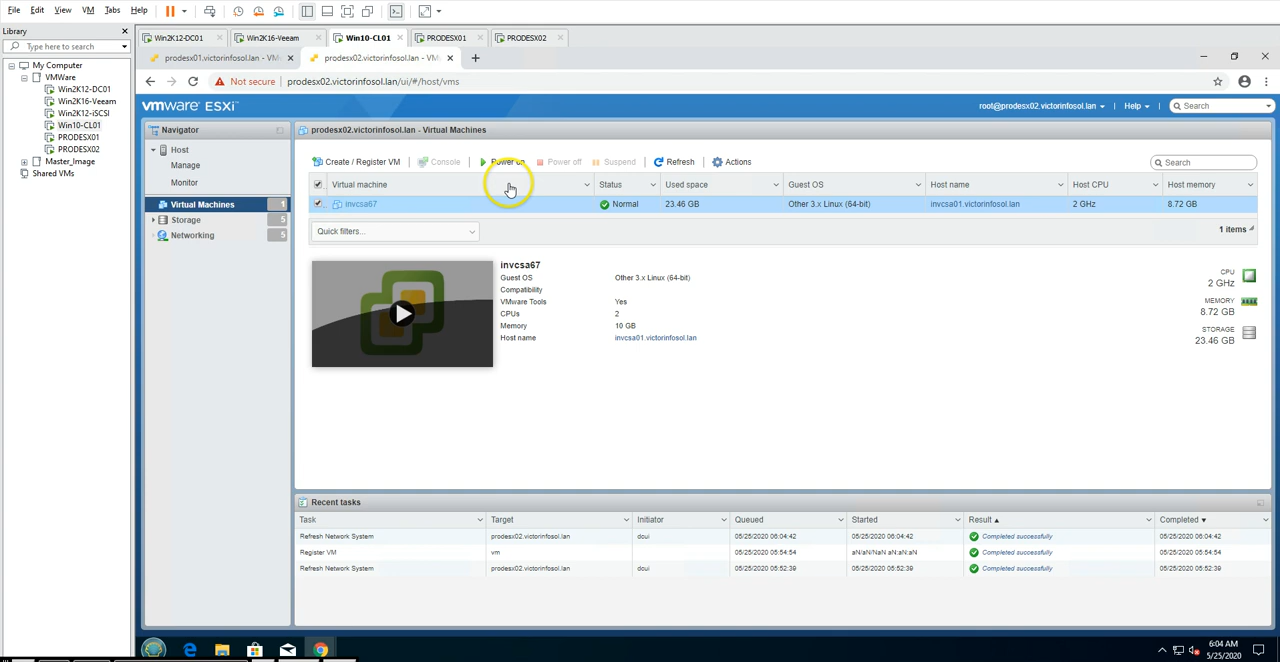 File Edit View VM Tabs Help
Library
Type here to search
My Computer
VMWare
Win2K12-DC01
Win2K16-Veeam
Win2K12-iSCSI
Win10-CL01
PRODESX01
PRODESX02
Master_Image
Shared VMs
Win2K12-DC01 Win2K16-Veeam Win10-CL01 PRODESX01 PRODESX02
prodesx01.victorinfosol.lan - VM prodesx02.victorinfosol.lan - VM
Not secure prodesx02.victorinfosol.lan/ui/#/host/vms
vmware ESXi root@prodesx02.victorinfosol.lan Help Search
Navigator
Host
Manage
Monitor
Virtual Machines 1
Storage 5
Networking 5
prodesx02.victorinfosol.lan - Virtual Machines
Create / Register VM Console Power on Power off Suspend Refresh Actions Search
Virtual machine Status Used space Guest OS Host name Host CPU Host memory
invcsa67 Normal 23.46 GB Other 3.x Linux (64-bit) invcsa01.victorinfosol.lan 2 GHz 8.72 GB
Quick filters... 1 items
invcsa67
Guest OS Other 3.x Linux (64-bit)
Compatibility
VMware Tools Yes
CPUs 2
Memory 10 GB
Host name invcsa01.victorinfosol.lan
CPU
2 GHz
MEMORY
8.72 GB
STORAGE
23.46 GB
Recent tasks
Task Target Initiator Queued Started Result Completed
Refresh Network System prodesx02.victorinfosol.lan dcui 05/25/2020 06:04:42 05/25/2020 06:04:42 Completed successfully 05/25/2020 06:04:42
Register VM vm 05/25/2020 05:54:54 aN/aN/NaN aN:aN:aN Completed successfully 05/25/2020 05:54:54
Refresh Network System prodesx02.victorinfosol.lan dcui 05/25/2020 05:52:39 05/25/2020 05:52:39 Completed successfully 05/25/2020 05:52:39
6:04 AM
5/25/2020